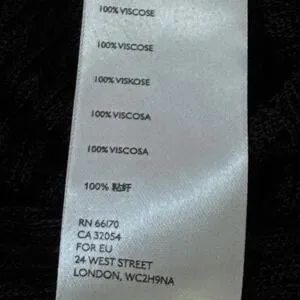 100% VISCOSE
100% VISCOSE
100% VISKOSE
100% VISCOSA
100% VISCOSA
100% 粘纤
RN 66170
CA 32054
FOR EU
24 WEST STREET
LONDON, WC2H9NA